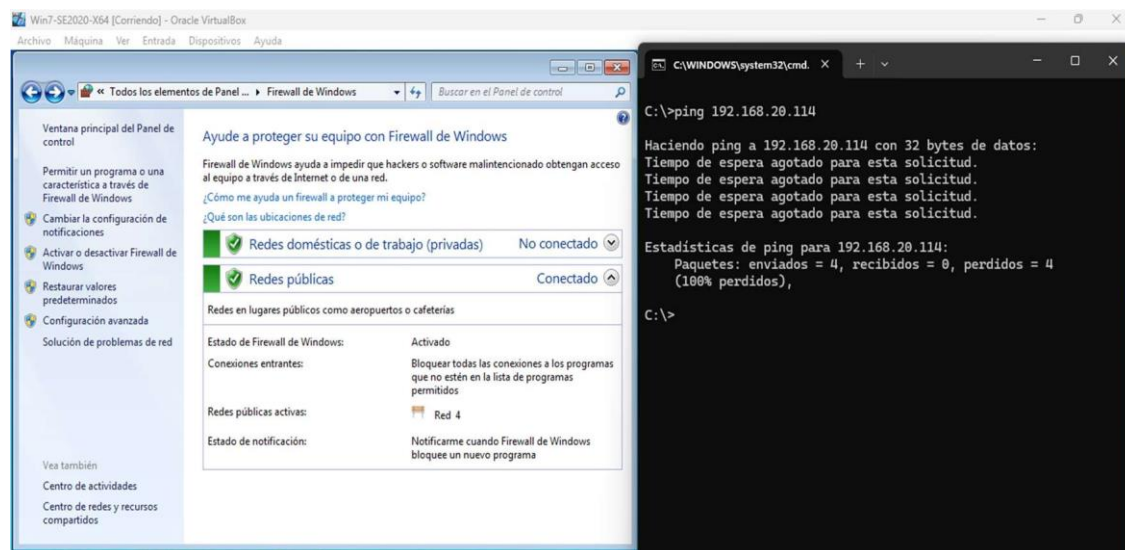 Win7-SE2020-X64 [Corriendo] - Oracle VirtualBox
Archivo Máquina Ver Entrada Dispositivos Ayuda
« Todos los elementos de Panel ... ▸ Firewall de Windows
Buscar en el Panel de control
Ventana principal del Panel de
control
Permitir un programa o una
característica a través de
Firewall de Windows
Cambiar la configuración de
notificaciones
Activar o desactivar Firewall de
Windows
Restaurar valores
predeterminados
Configuración avanzada
Solución de problemas de red
Vea también
Centro de actividades
Centro de redes y recursos
compartidos
Ayude a proteger su equipo con Firewall de Windows
Firewall de Windows ayuda a impedir que hackers o software malintencionado obtengan acceso
al equipo a través de Internet o de una red.
¿Cómo me ayuda un firewall a proteger mi equipo?
¿Qué son las ubicaciones de red?
Redes domésticas o de trabajo (privadas) No conectado
Redes públicas Conectado
Redes en lugares públicos como aeropuertos o cafeterías
Estado de Firewall de Windows: Activado
Conexiones entrantes: Bloquear todas las conexiones a los programas
que no estén en la lista de programas
permitidos
Redes públicas activas: Red 4
Estado de notificación: Notificarme cuando Firewall de Windows
bloquee un nuevo programa
C:\WINDOWS\system32\cmd.
C:\>ping 192.168.20.114
Haciendo ping a 192.168.20.114 con 32 bytes de datos:
Tiempo de espera agotado para esta solicitud.
Tiempo de espera agotado para esta solicitud.
Tiempo de espera agotado para esta solicitud.
Tiempo de espera agotado para esta solicitud.
Estadísticas de ping para 192.168.20.114:
Paquetes: enviados = 4, recibidos = 0, perdidos = 4
(100% perdidos),
C:\>